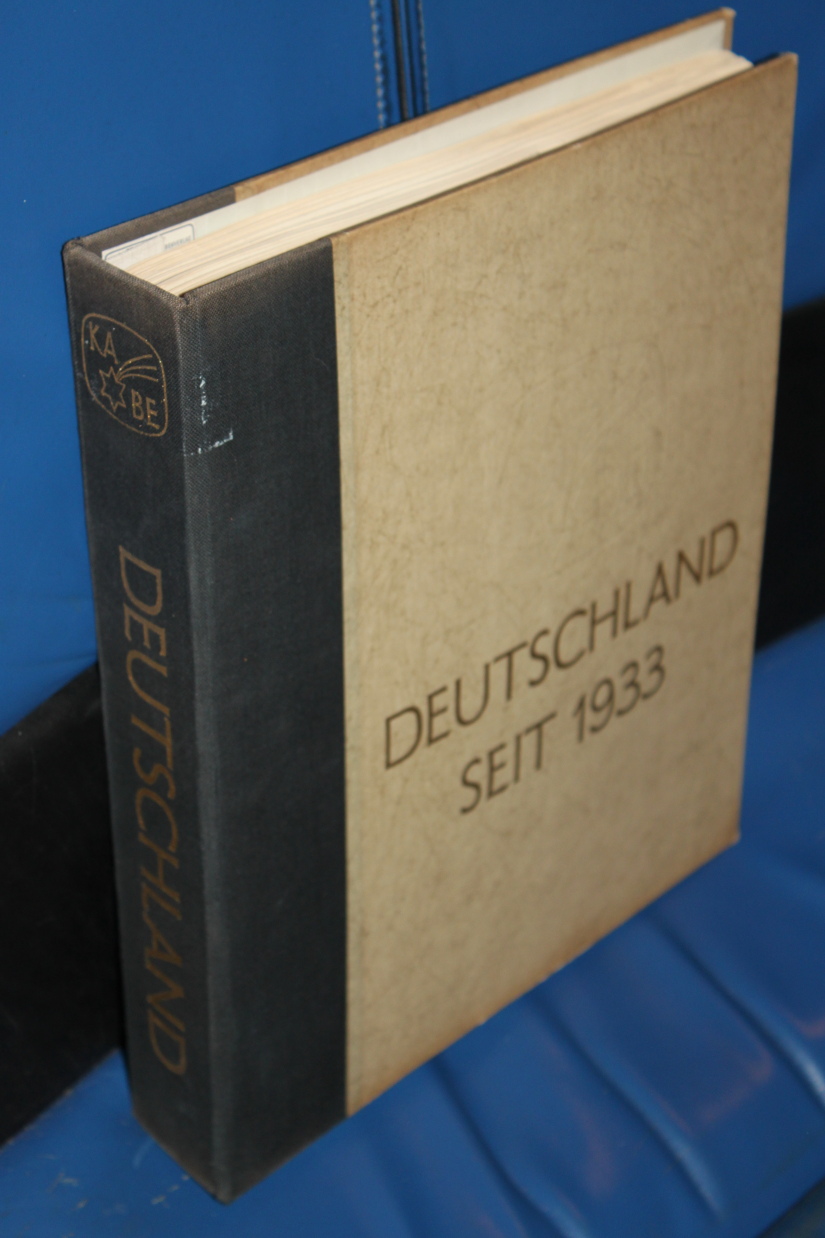 KA
BE
DEUTSCHLAND
DEUTSCHLAND
SEIT 1933